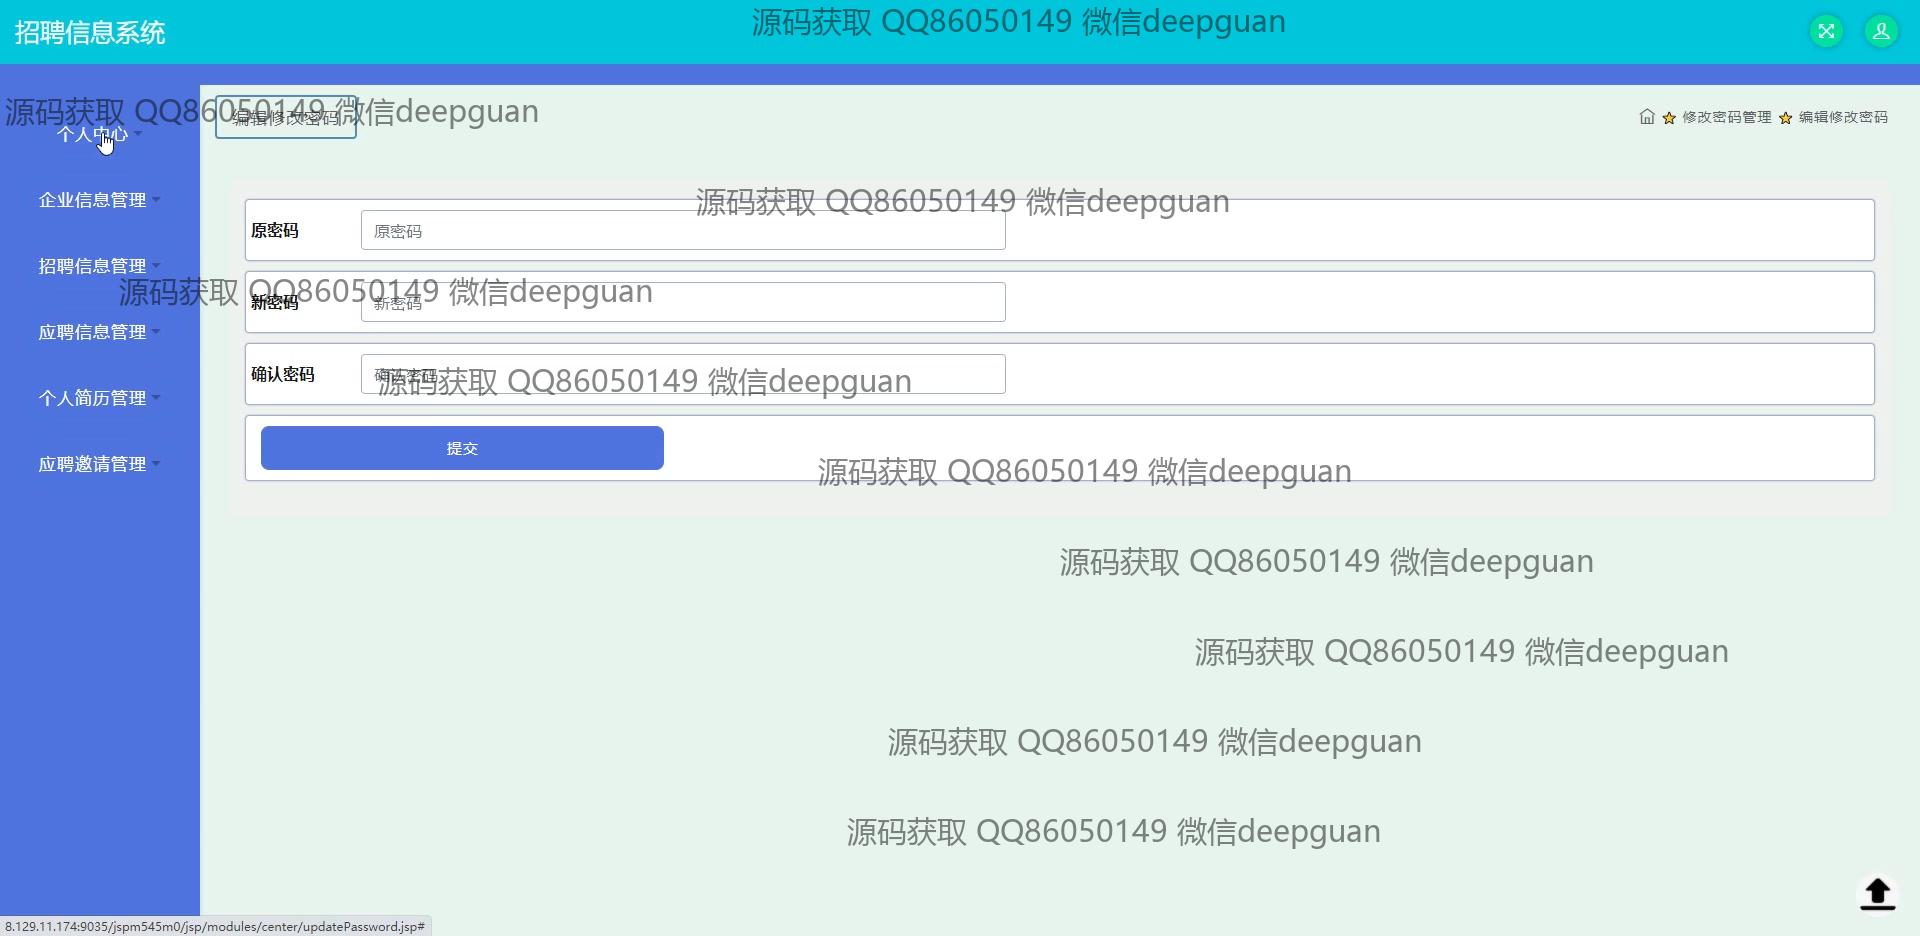 招聘信息系统
源码获取 QQ86050149 微信deepguan
源码获取 QQ86050149 微信deepguan
编辑修改密码
修改密码管理
编辑修改密码
个人中心
企业信息管理
源码获取 QQ86050149 微信deepguan
原密码
原密码
招聘信息管理
源码获取 QQ86050149 微信deepguan
新密码
新密码
应聘信息管理
确认密码
确认密码
源码获取 QQ86050149 微信deepguan
个人简历管理
提交
应聘邀请管理
源码获取 QQ86050149 微信deepguan
源码获取 QQ86050149 微信deepguan
源码获取 QQ86050149 微信deepguan
源码获取 QQ86050149 微信deepguan
源码获取 QQ86050149 微信deepguan
8.129.11.174:9035/jspm545m0/jsp/modules/center/updatePassword.jsp#